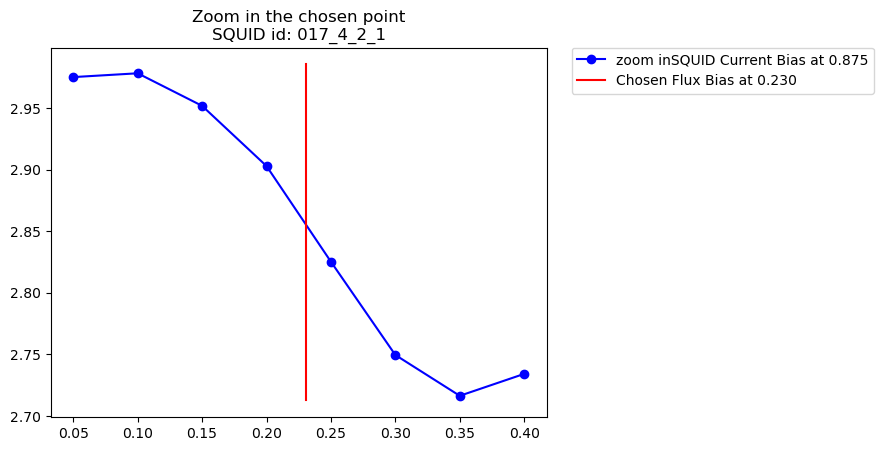 Zoom in the chosen point
SQUID id: 017_4_2_1
zoom inSQUID Current Bias at 0.875
Chosen Flux Bias at 0.230
2.95
2.90
2.85
2.80
2.75
2.70
0.05 0.10 0.15 0.20 0.25 0.30 0.35 0.40